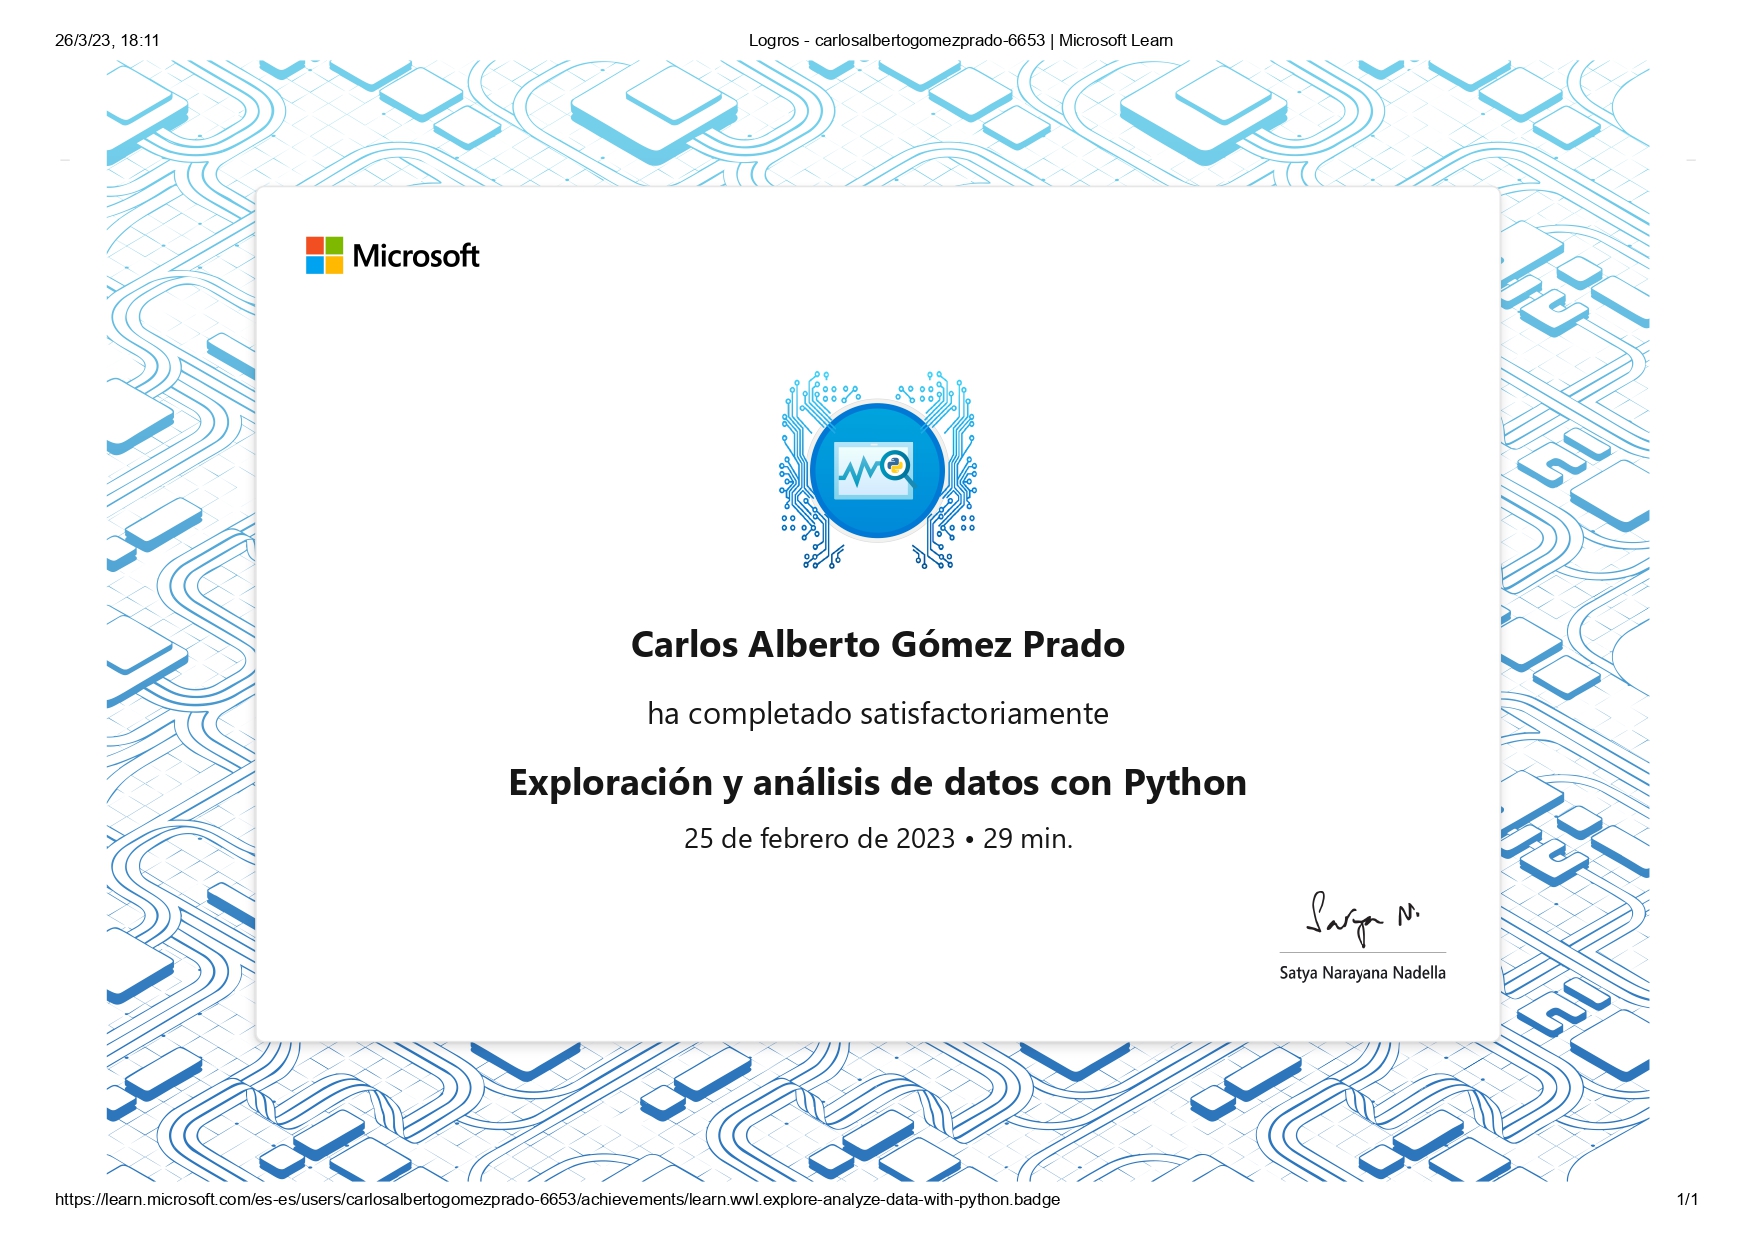 26/3/23, 18:11
Logros - carlosalbertogomezprado-6653 | Microsoft Learn
Microsoft
Carlos Alberto Gómez Prado
ha completado satisfactoriamente
Exploración y análisis de datos con Python
25 de febrero de 2023 • 29 min.
Satya N.
Satya Narayana Nadella
https://learn.microsoft.com/es-es/users/carlosalbertogomezprado-6653/achievements/learn.wwl.explore-analyze-data-with-python.badge
1/1